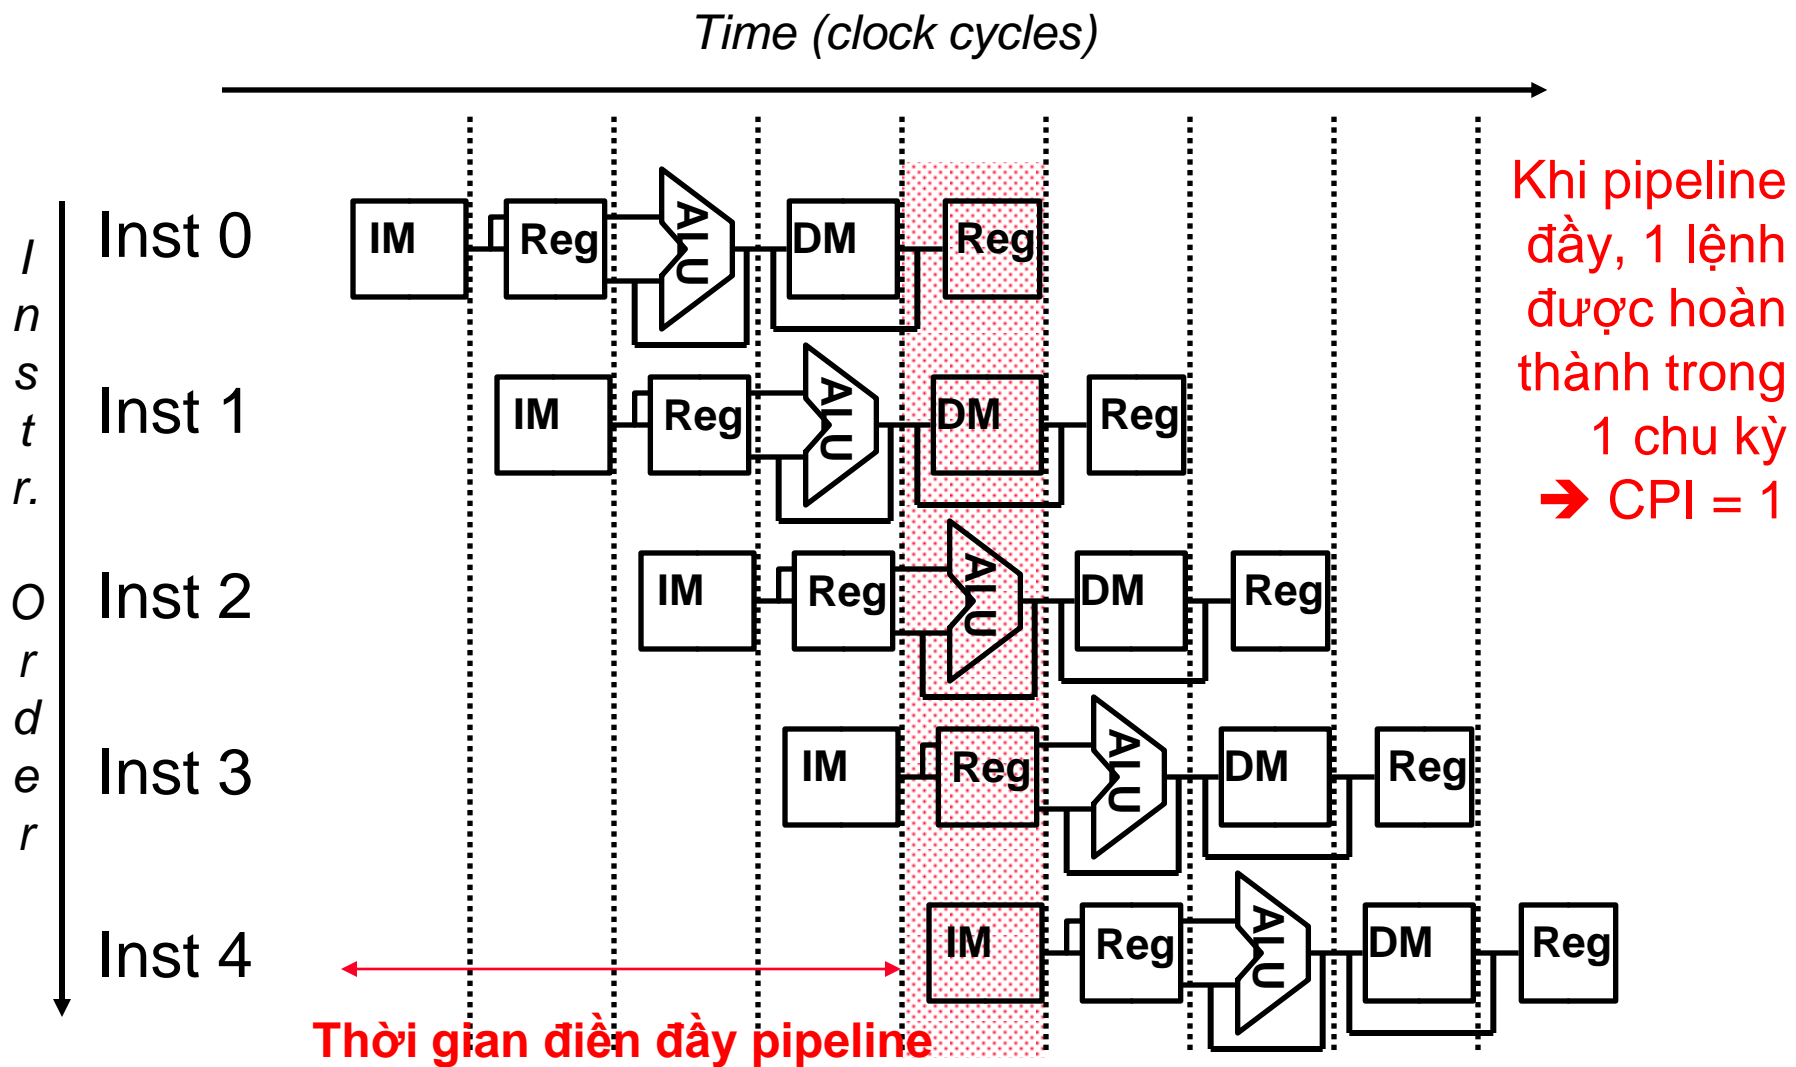 Time (clock cycles)
Instr. Order
Inst 0
IM
Reg
ALU
DM
Reg
Inst 1
IM
Reg
ALU
DM
Reg
Inst 2
IM
Reg
ALU
DM
Reg
Inst 3
IM
Reg
ALU
DM
Reg
Inst 4
IM
Reg
ALU
DM
Reg
Thời gian điền đầy pipeline
Khi pipeline
đầy, 1 lệnh
được hoàn
thành trong
1 chu kỳ
➔ CPI = 1